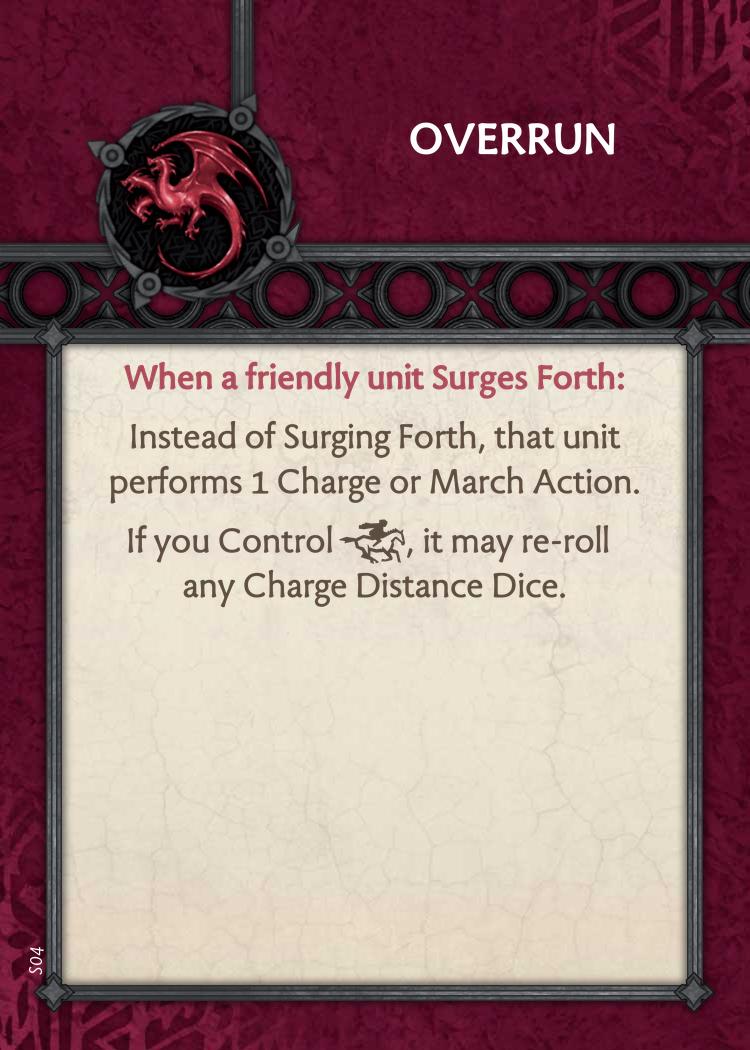 OVERRUN
When a friendly unit Surges Forth:
Instead of Surging Forth, that unit
performs 1 Charge or March Action.
If you Control , it may re-roll
any Charge Distance Dice.
S04